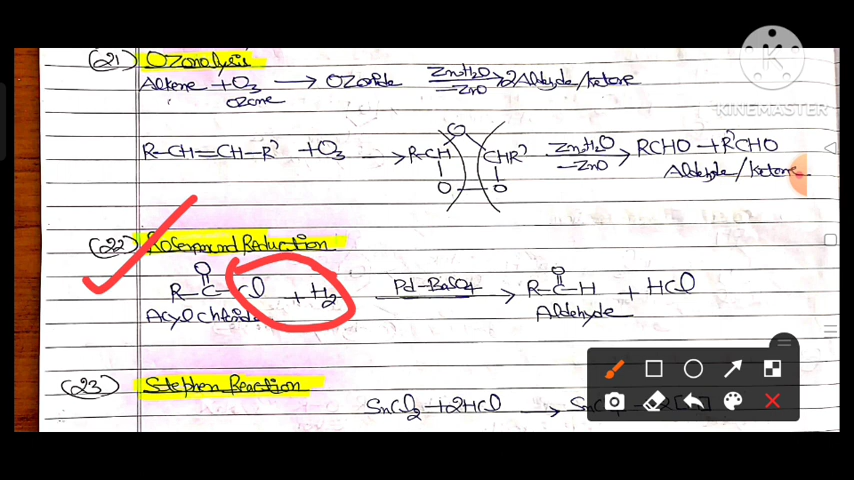 (21) Ozonolysis
Alkene + O3 → Ozonide Zn,H2O -ZnO → 2Aldehyde/ketone
Ozone
KINEMASTER
R-CH=CH-R' + O3 → R-CH O CHR' Zn,H2O -ZnO → RCHO + R'CHO
O O Aldehyde/Ketone
(22) Rosenmund Reduction
O O
R-C-Cl + H2 Pd-BaSO4 → R-C-H + HCl
Acyl Chloride Aldehyde
(23) Stephen Reaction
SnCl2 + 2HCl →